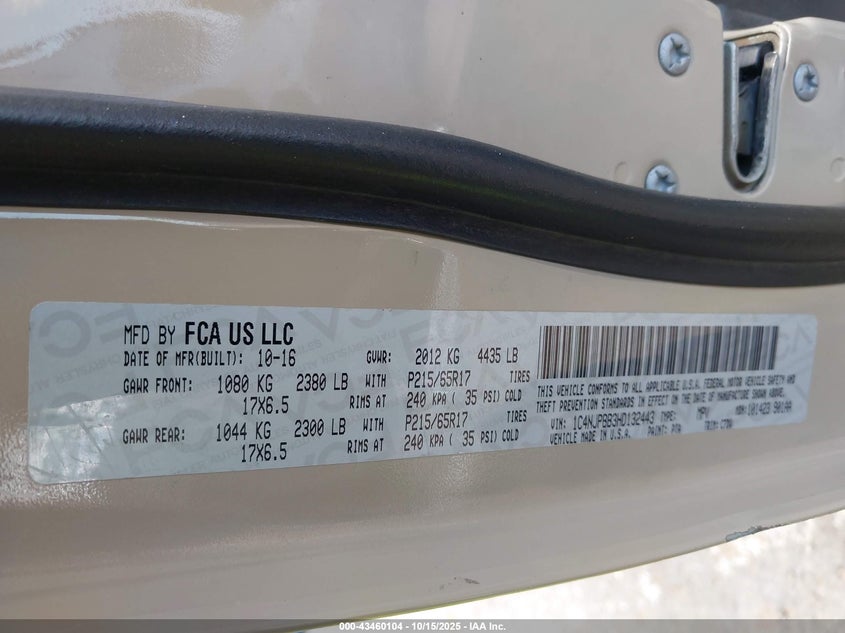 MFD BY FCA US LLC
DATE OF MFR(BUILT): 10-16 GVWR: 2012 KG 4435 LB
GAWR FRONT: 1080 KG 2380 LB WITH P215/65R17 TIRES
17X6.5 RIMS AT 240 KPA ( 35 PSI) COLD
GAWR REAR: 1044 KG 2300 LB WITH P215/65R17 TIRES
17X6.5 RIMS AT 240 KPA ( 35 PSI) COLD
THIS VEHICLE CONFORMS TO ALL APPLICABLE U.S.A. FEDERAL MOTOR VEHICLE SAFETY AND
THEFT PREVENTION STANDARDS IN EFFECT ON THE DATE OF MANUFACTURE SHOWN ABOVE.
VIN: 1C4NJPBB3HD132443 TYPE: MPV MDH: 101423 901AA
VEHICLE MADE IN U.S.A. PAINT: TRIM:
000-43460104 - 10/15/2025 - IAA Inc.